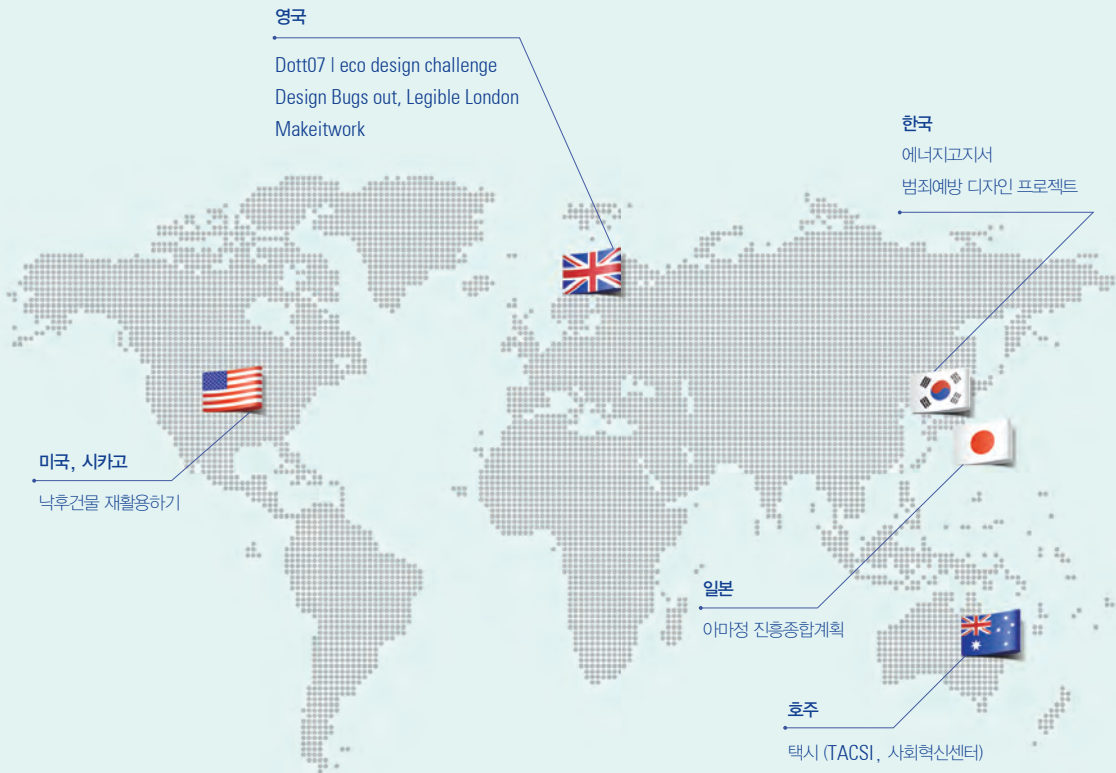 영국
Dott07 | eco design challenge
Design Bugs out, Legible London
Makeitwork
한국
에너지고지서
범죄예방 디자인 프로젝트
미국, 시카고
낙후건물 재활용하기
일본
아마정 진흥종합계획
호주
택시 (TACSI, 사회혁신센터)